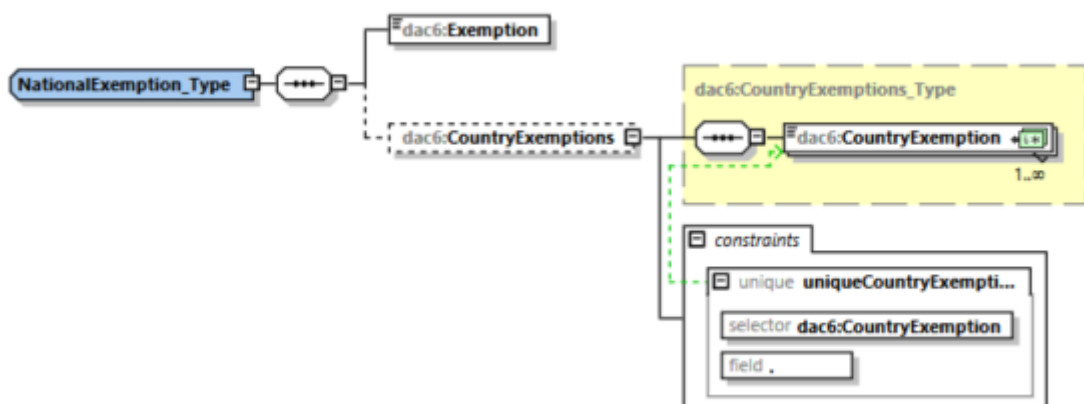 dac6:Exemption
NationalExemption_Type
dac6:CountryExemptions_Type
dac6:CountryExemptions
dac6:CountryExemption
1..∞
constraints
unique uniqueCountryExempti...
selector dac6:CountryExemption
field .